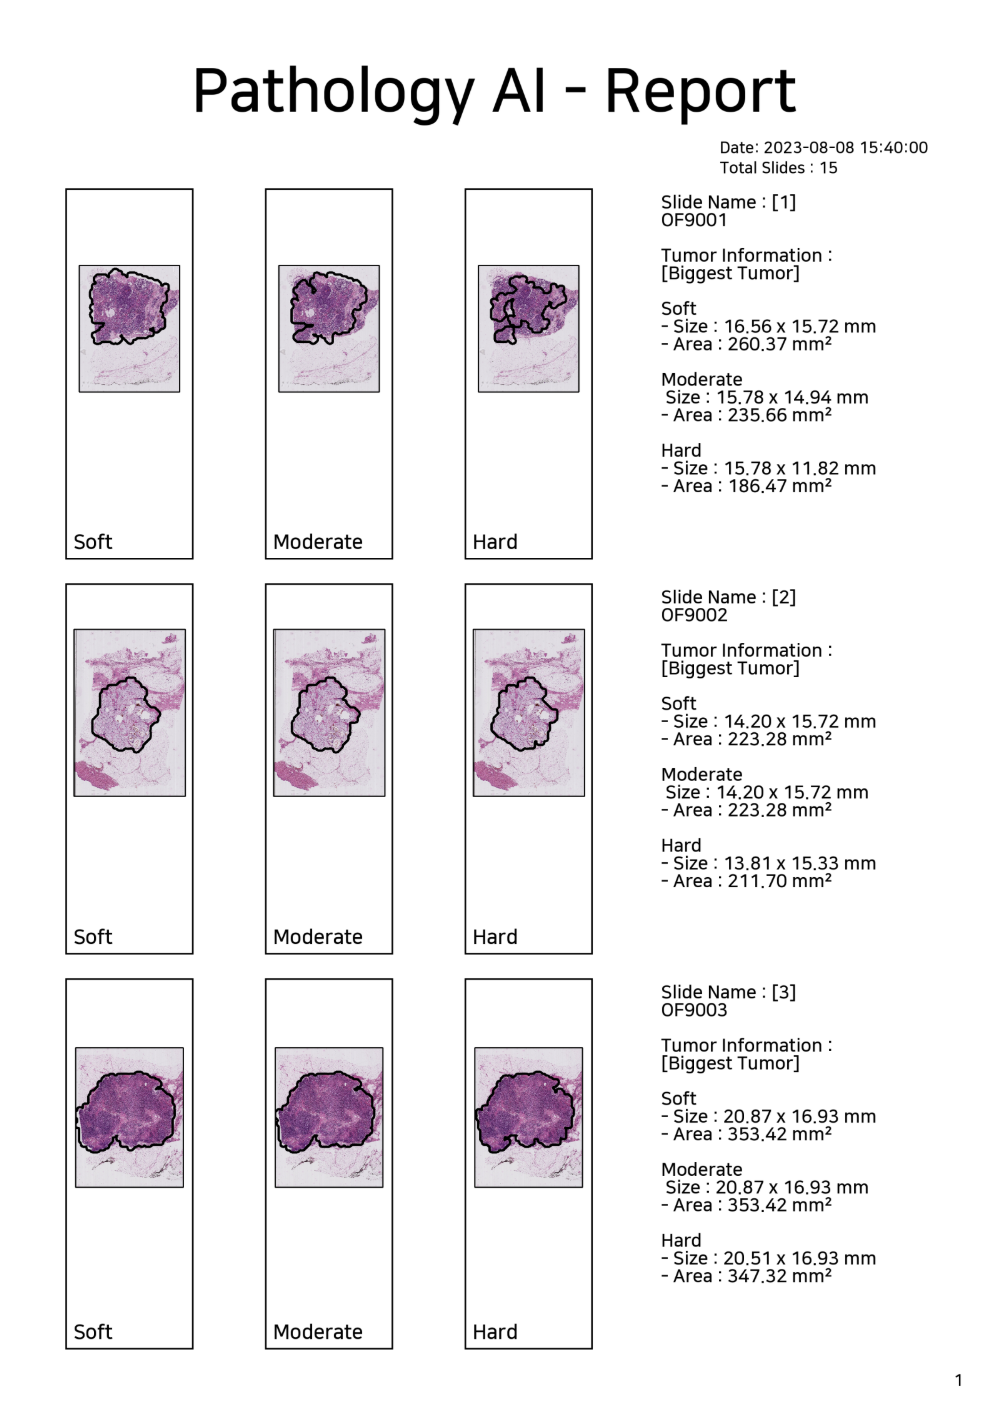 Pathology AI - Report
Date: 2023-08-08 15:40:00
Total Slides : 15
Soft
Moderate
Hard
Slide Name : [1]
OF9001
Tumor Information :
[Biggest Tumor]
Soft
- Size : 16.56 x 15.72 mm
- Area : 260.37 mm²
Moderate
Size : 15.78 x 14.94 mm
- Area : 235.66 mm²
Hard
- Size : 15.78 x 11.82 mm
- Area : 186.47 mm²
Soft
Moderate
Hard
Slide Name : [2]
OF9002
Tumor Information :
[Biggest Tumor]
Soft
- Size : 14.20 x 15.72 mm
- Area : 223.28 mm²
Moderate
Size : 14.20 x 15.72 mm
- Area : 223.28 mm²
Hard
- Size : 13.81 x 15.33 mm
- Area : 211.70 mm²
Soft
Moderate
Hard
Slide Name : [3]
OF9003
Tumor Information :
[Biggest Tumor]
Soft
- Size : 20.87 x 16.93 mm
- Area : 353.42 mm²
Moderate
Size : 20.87 x 16.93 mm
- Area : 353.42 mm²
Hard
- Size : 20.51 x 16.93 mm
- Area : 347.32 mm²
1